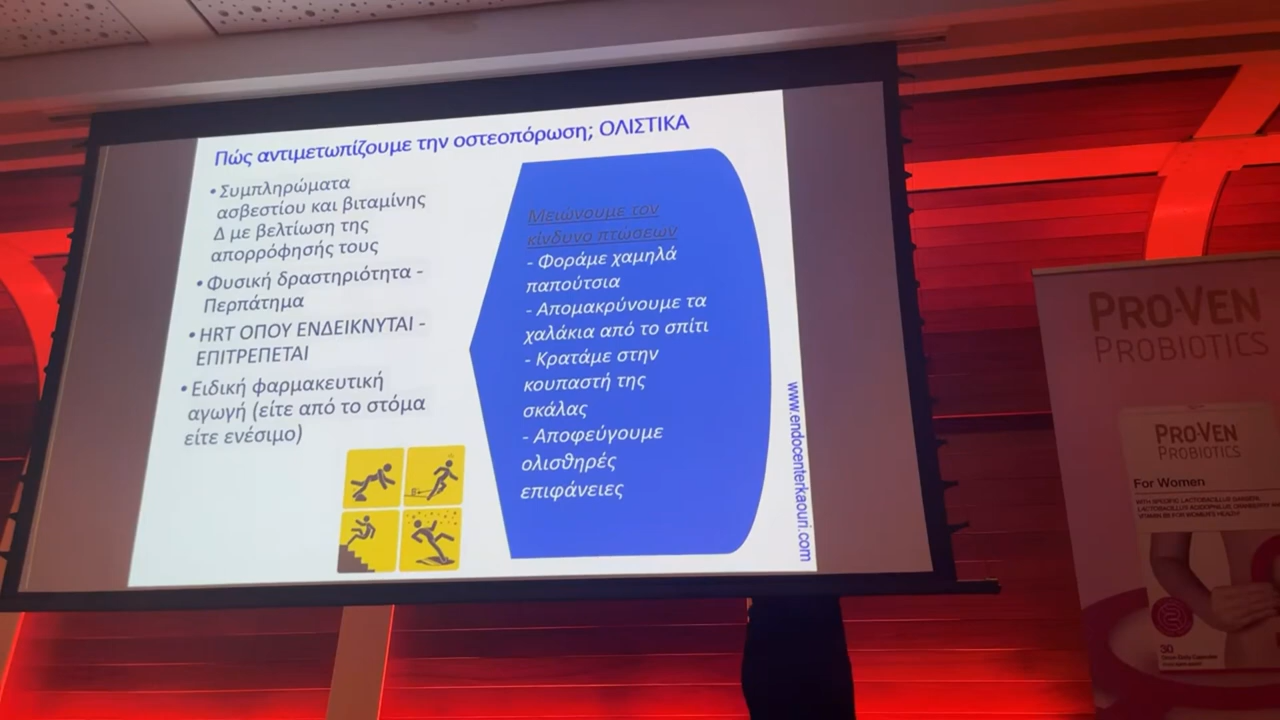 Πώς αντιμετωπίζουμε την οστεοπόρωση; ΟΛΙΣΤΙΚΑ
• Συμπληρώματα
ασβεστίου και βιταμίνης
Δ με βελτίωση της
απορρόφησής τους
• Φυσική δραστηριότητα -
Περπάτημα
• HRT ΟΠΟΥ ΕΝΔΕΙΚΝΥΤΑΙ -
ΕΠΙΤΡΕΠΕΤΑΙ
• Ειδική φαρμακευτική
αγωγή (είτε από το στόμα
είτε ενέσιμο)
Μειώνουμε τον
κίνδυνο πτώσεων
- Φοράμε χαμηλά
παπούτσια
- Απομακρύνουμε τα
χαλάκια από το σπίτι
- Κρατάμε στην
κουπαστή της
σκάλας
- Αποφεύγουμε
ολισθηρές
επιφάνειες
www.endocenterkaouri.com
PRO-VEN
PROBIOTICS
PRO-VEN
PROBIOTICS
For Women
30